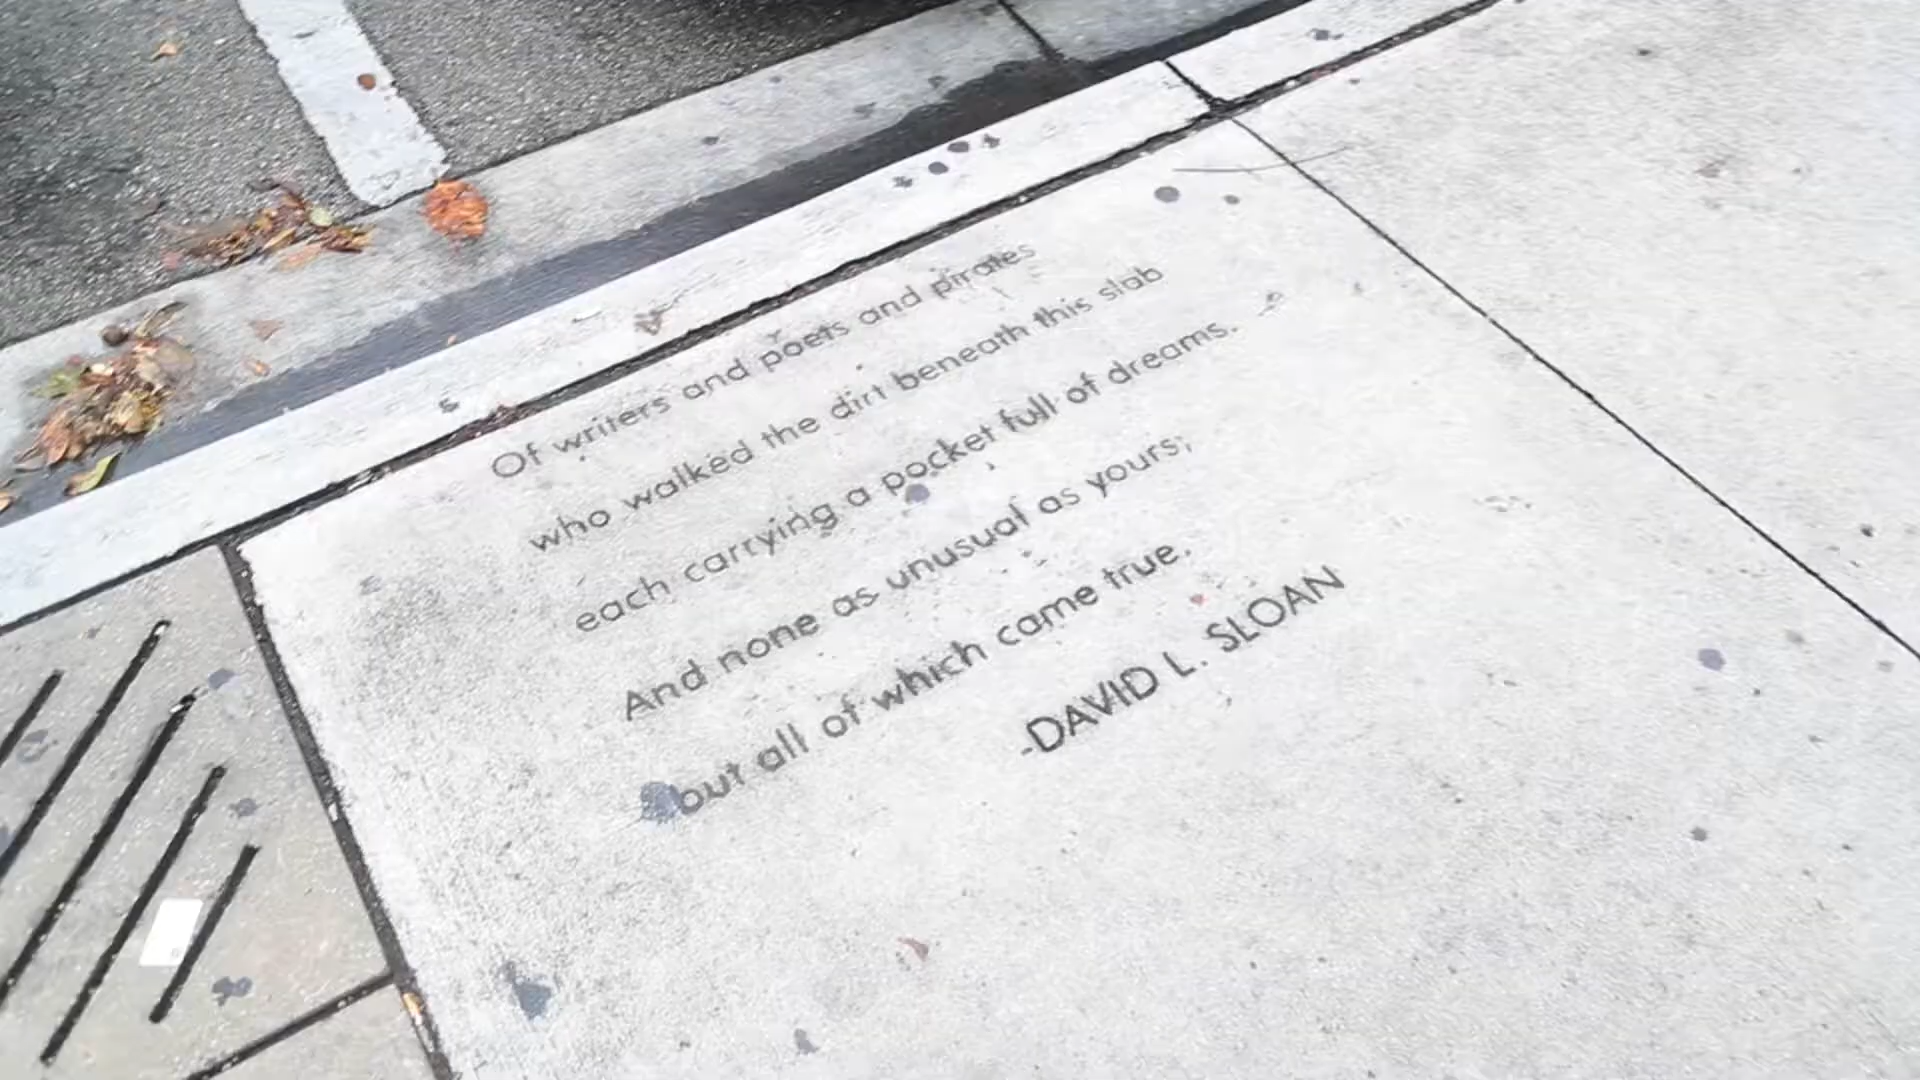 Of writers and poets and pirates
who walked the dirt beneath this slab
each carrying a pocket full of dreams.
And none as unusual as yours;
but all of which came true.
-DAVID L. SLOAN